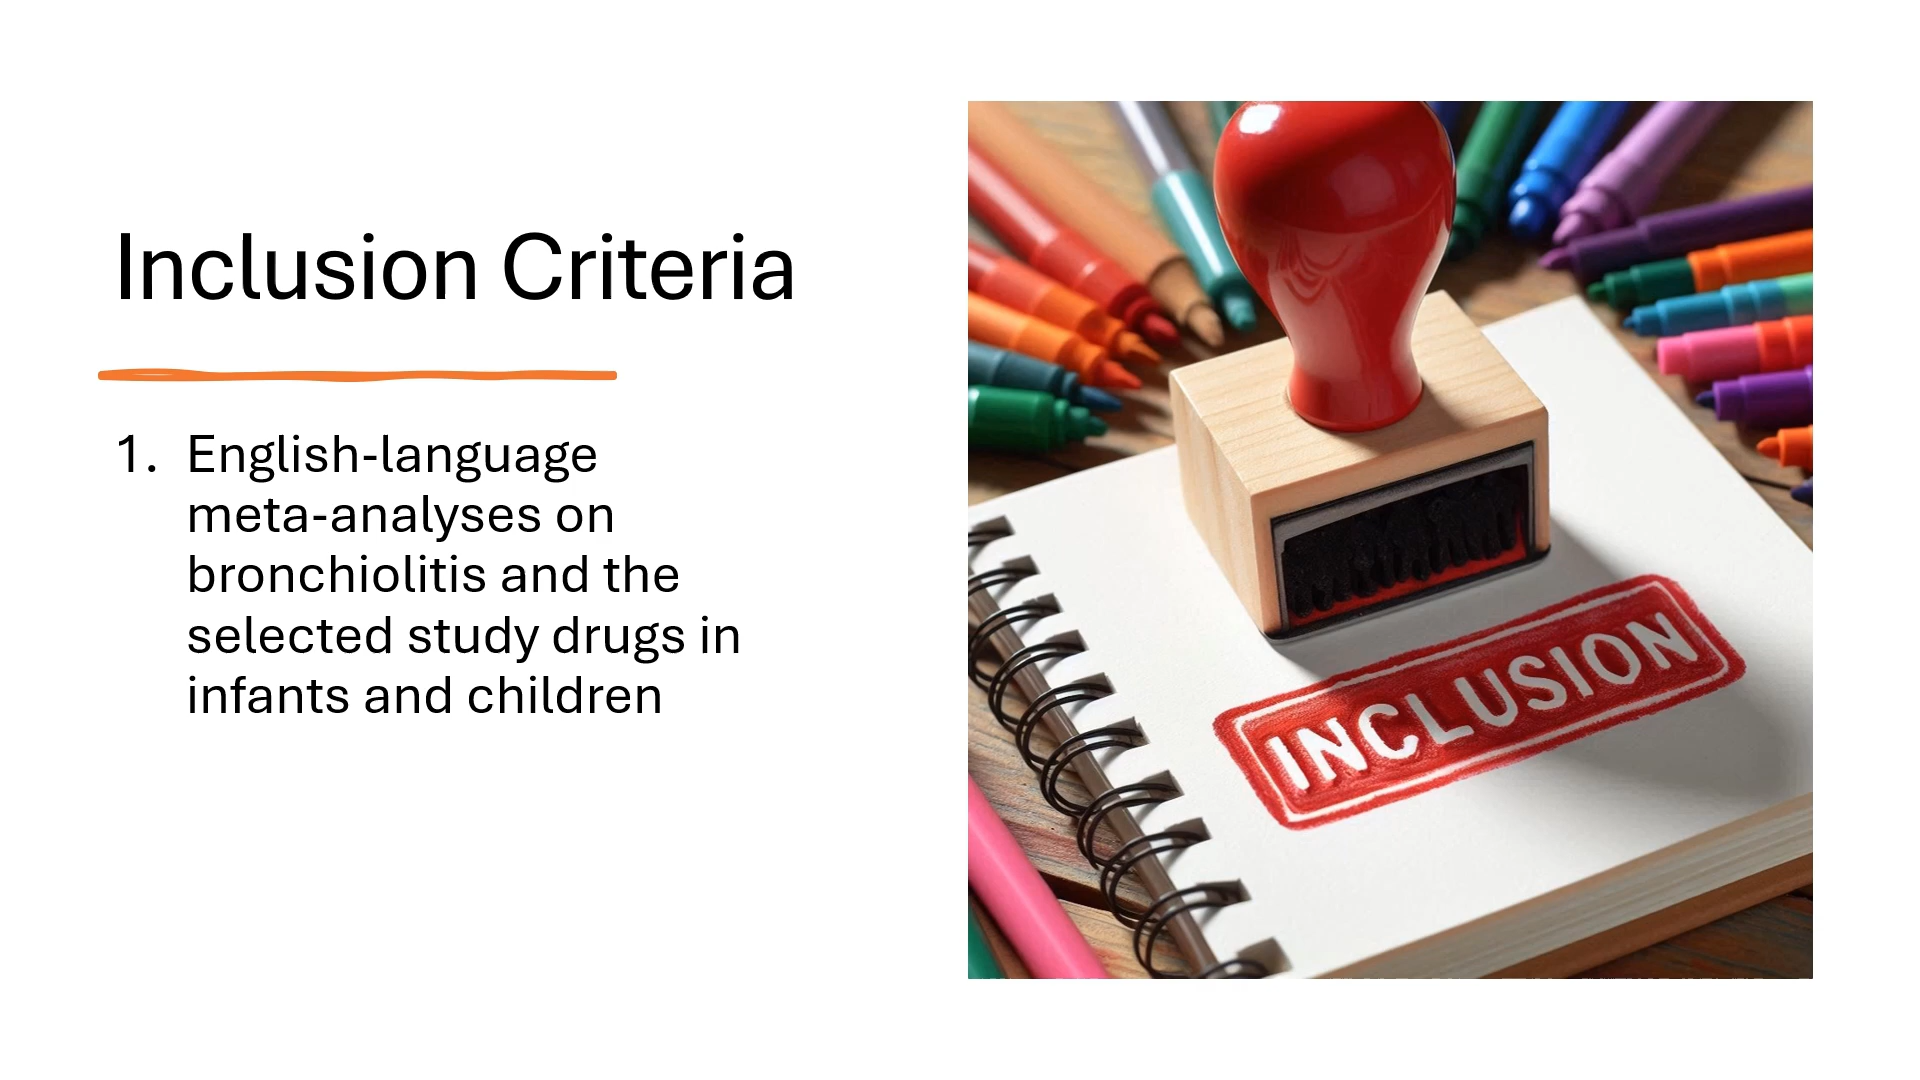 Inclusion Criteria
1. English-language
meta-analyses on
bronchiolitis and the
selected study drugs in
infants and children
INCLUSION